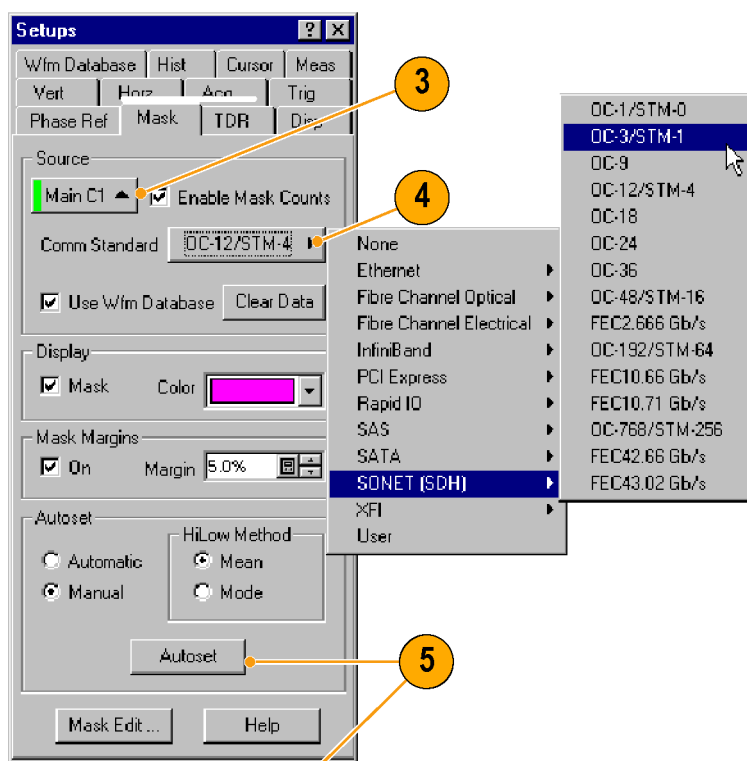 Setups
Wfm Database Hist Cursor Meas
Vert Horz Acq Trig
Phase Ref Mask TDR Disp
3
Source
Main C1 Enable Mask Counts
4
Comm Standard OC-12/STM-4
Use Wfm Database Clear Data
Display
Mask Color
Mask Margins
On Margin 5.0%
Autoset
HiLow Method
Automatic Mean
Manual Mode
Autoset
5
Mask Edit ... Help
None
Ethernet
Fibre Channel Optical
Fibre Channel Electrical
InfiniBand
PCI Express
Rapid IO
SAS
SATA
SONET (SDH)
XFI
User
OC-1/STM-0
OC-3/STM-1
OC-9
OC-12/STM-4
OC-18
OC-24
OC-36
OC-48/STM-16
FEC2.666 Gb/s
OC-192/STM-64
FEC10.66 Gb/s
FEC10.71 Gb/s
OC-768/STM-256
FEC42.66 Gb/s
FEC43.02 Gb/s